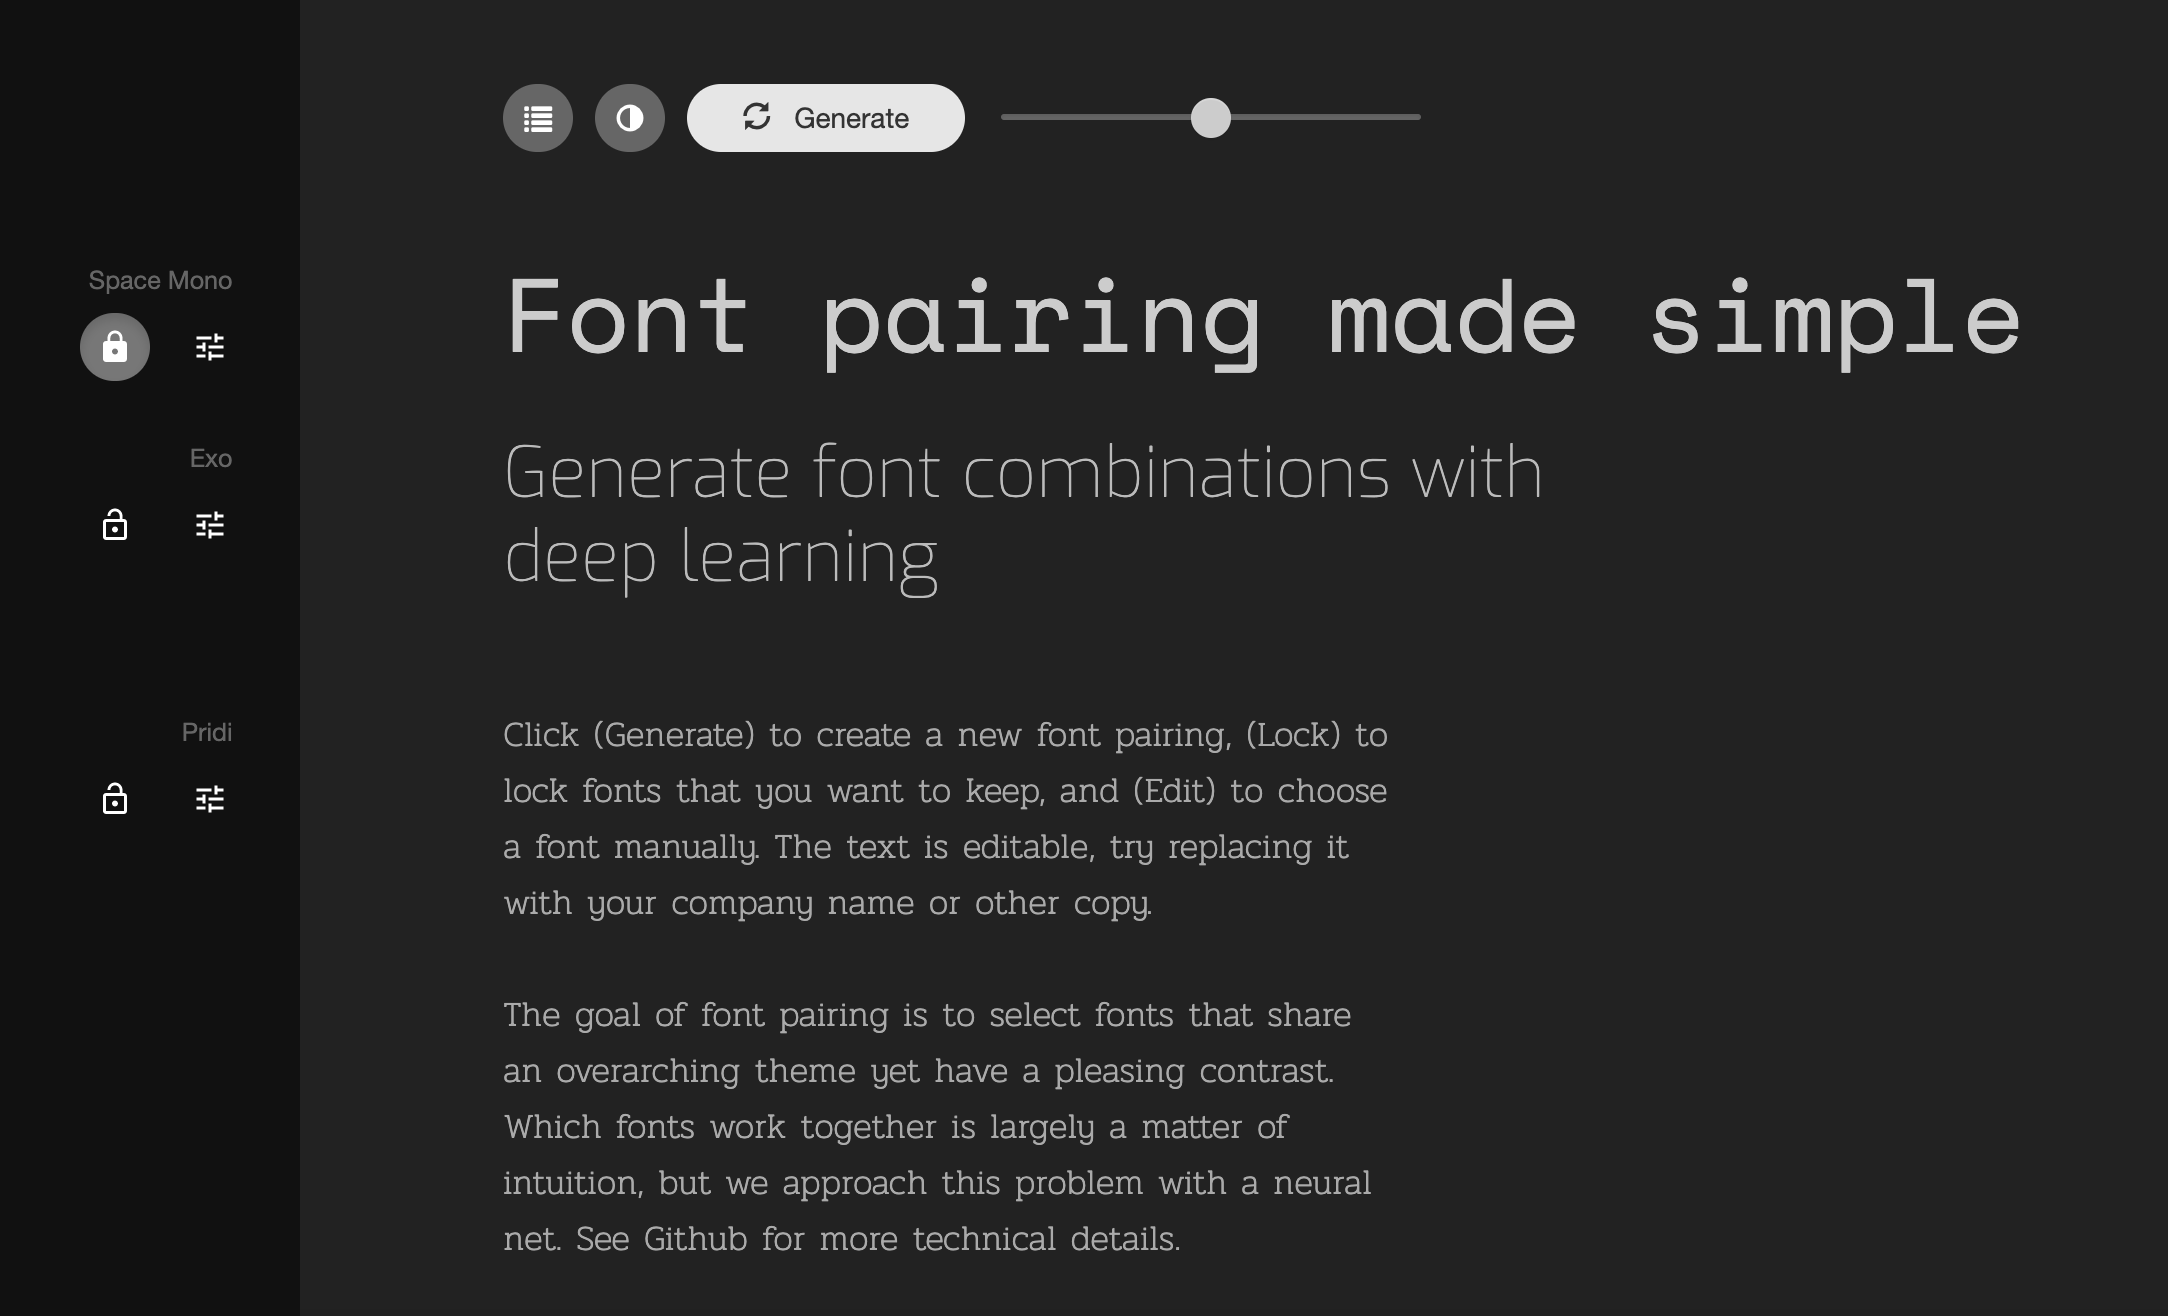 Generate
Space Mono
Font pairing made simple
Exo
Generate font combinations with
deep learning
Pridi
Click (Generate) to create a new font pairing, (Lock) to
lock fonts that you want to keep, and (Edit) to choose
a font manually. The text is editable, try replacing it
with your company name or other copy.
The goal of font pairing is to select fonts that share
an overarching theme yet have a pleasing contrast.
Which fonts work together is largely a matter of
intuition, but we approach this problem with a neural
net. See Github for more technical details.